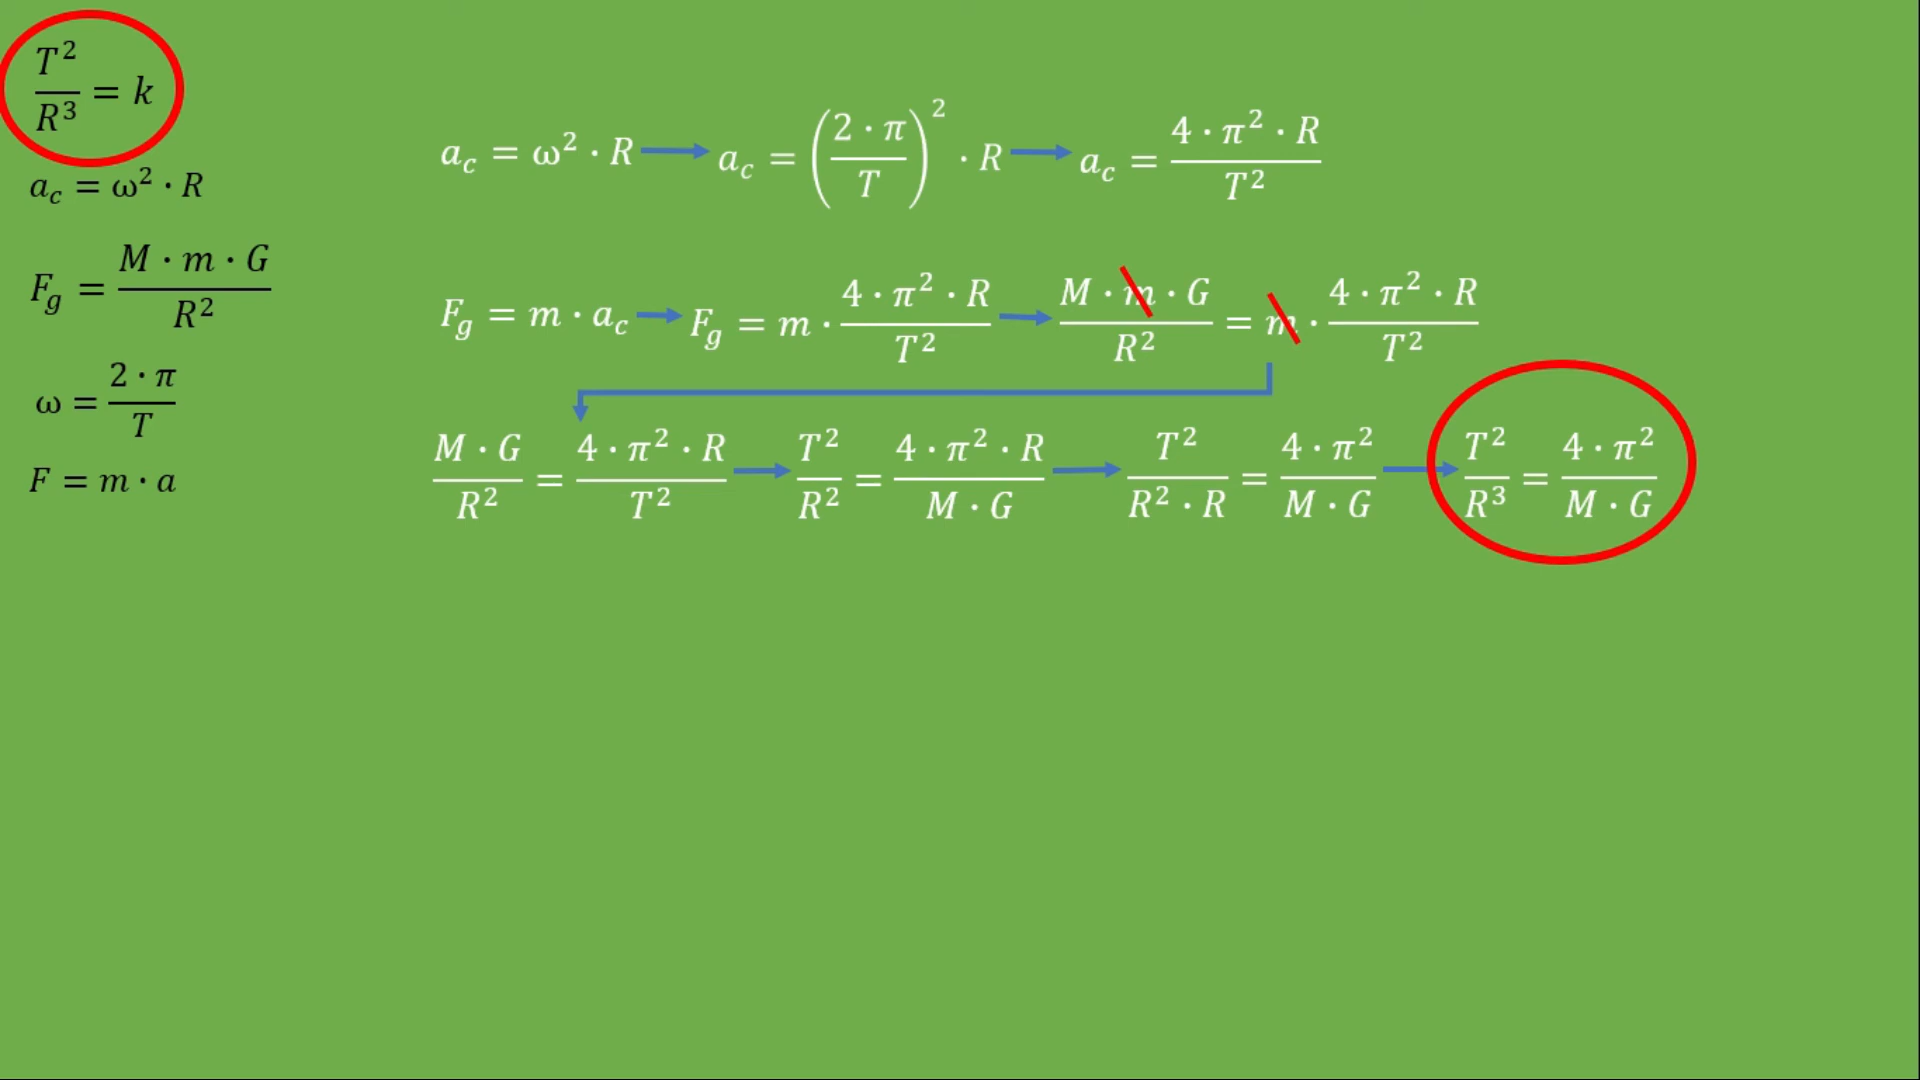 T²/R³ = k
a_c = ω² · R
F_g = M · m · G / R²
ω = 2 · π / T
F = m · a
a_c = ω² · R → a_c = (2 · π / T)² · R → a_c = 4 · π² · R / T²
F_g = m · a_c → F_g = m · 4 · π² · R / T² → M · m · G / R² = m · 4 · π² · R / T²
M · G / R² = 4 · π² · R / T² → T² / R² = 4 · π² · R / M · G → T² / R² · R = 4 · π² / M · G → T² / R³ = 4 · π² / M · G